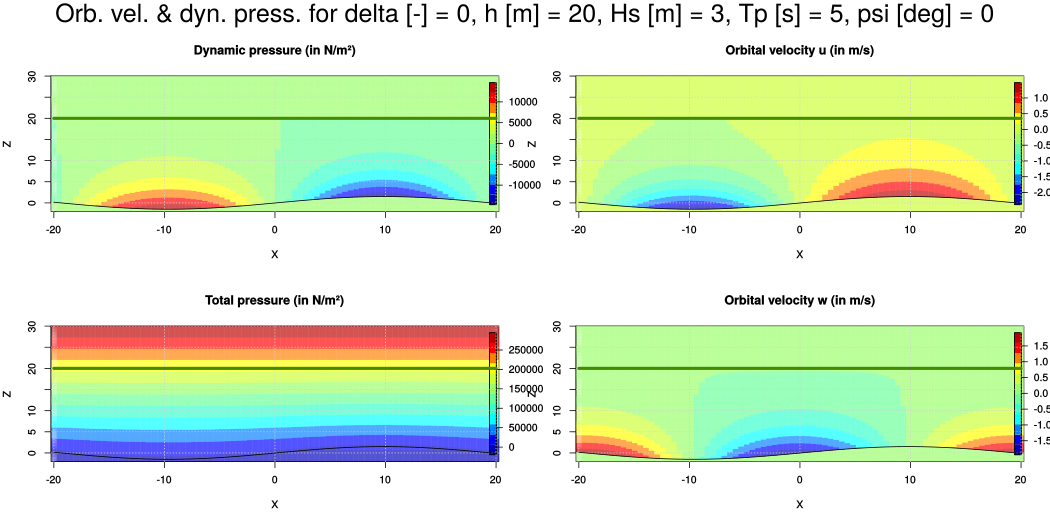 Orb. vel. & dyn. press. for delta [-] = 0, h [m] = 20, Hs [m] = 3, Tp [s] = 5, psi [deg] = 0
Dynamic pressure (in N/m²)
Orbital velocity u (in m/s)
30
20
10
5
0
z
-20 -10 0 10 20
x
10000
5000
0
-5000
-10000
30
20
10
5
0
z
-20 -10 0 10 20
x
1.0
0.5
0.0
-0.5
-1.0
-1.5
-2.0
Total pressure (in N/m²)
Orbital velocity w (in m/s)
30
20
10
5
0
z
-20 -10 0 10 20
x
250000
200000
150000
100000
50000
0
30
20
10
5
0
z
-20 -10 0 10 20
x
1.5
1.0
0.5
0.0
-0.5
-1.0
-1.5